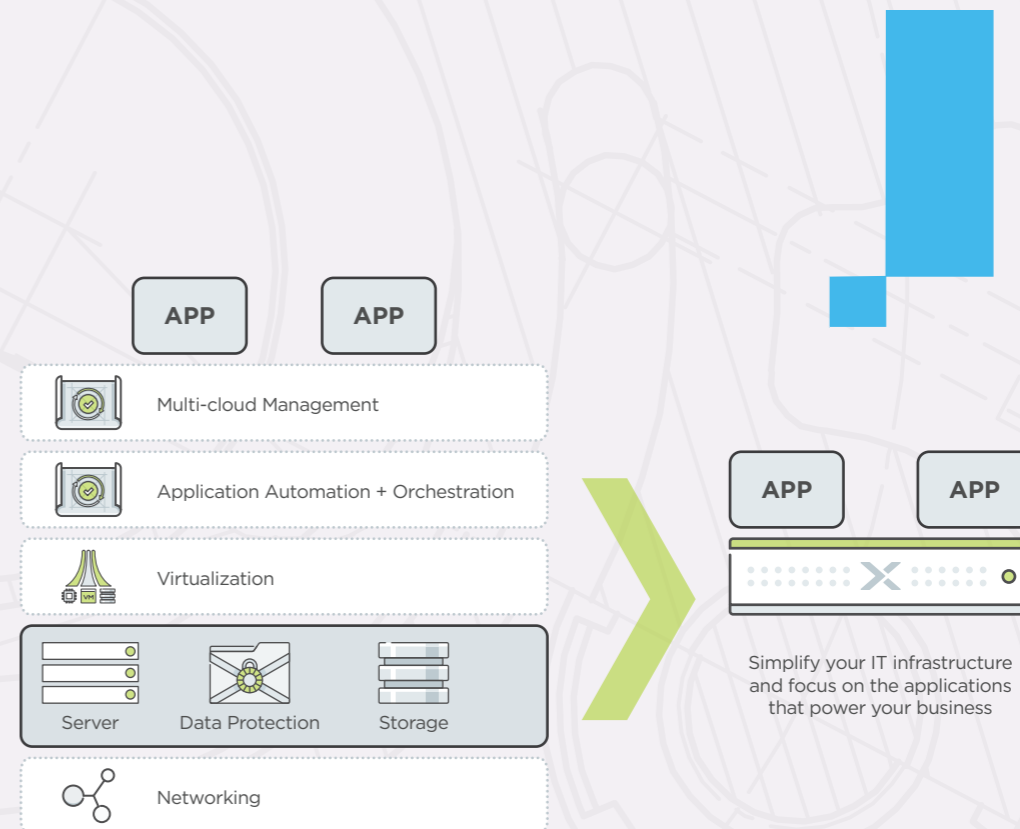 APP APP
Multi-cloud Management
Application Automation + Orchestration
Virtualization
VM
Server Data Protection Storage
Networking
APP APP
Simplify your IT infrastructure
and focus on the applications
that power your business